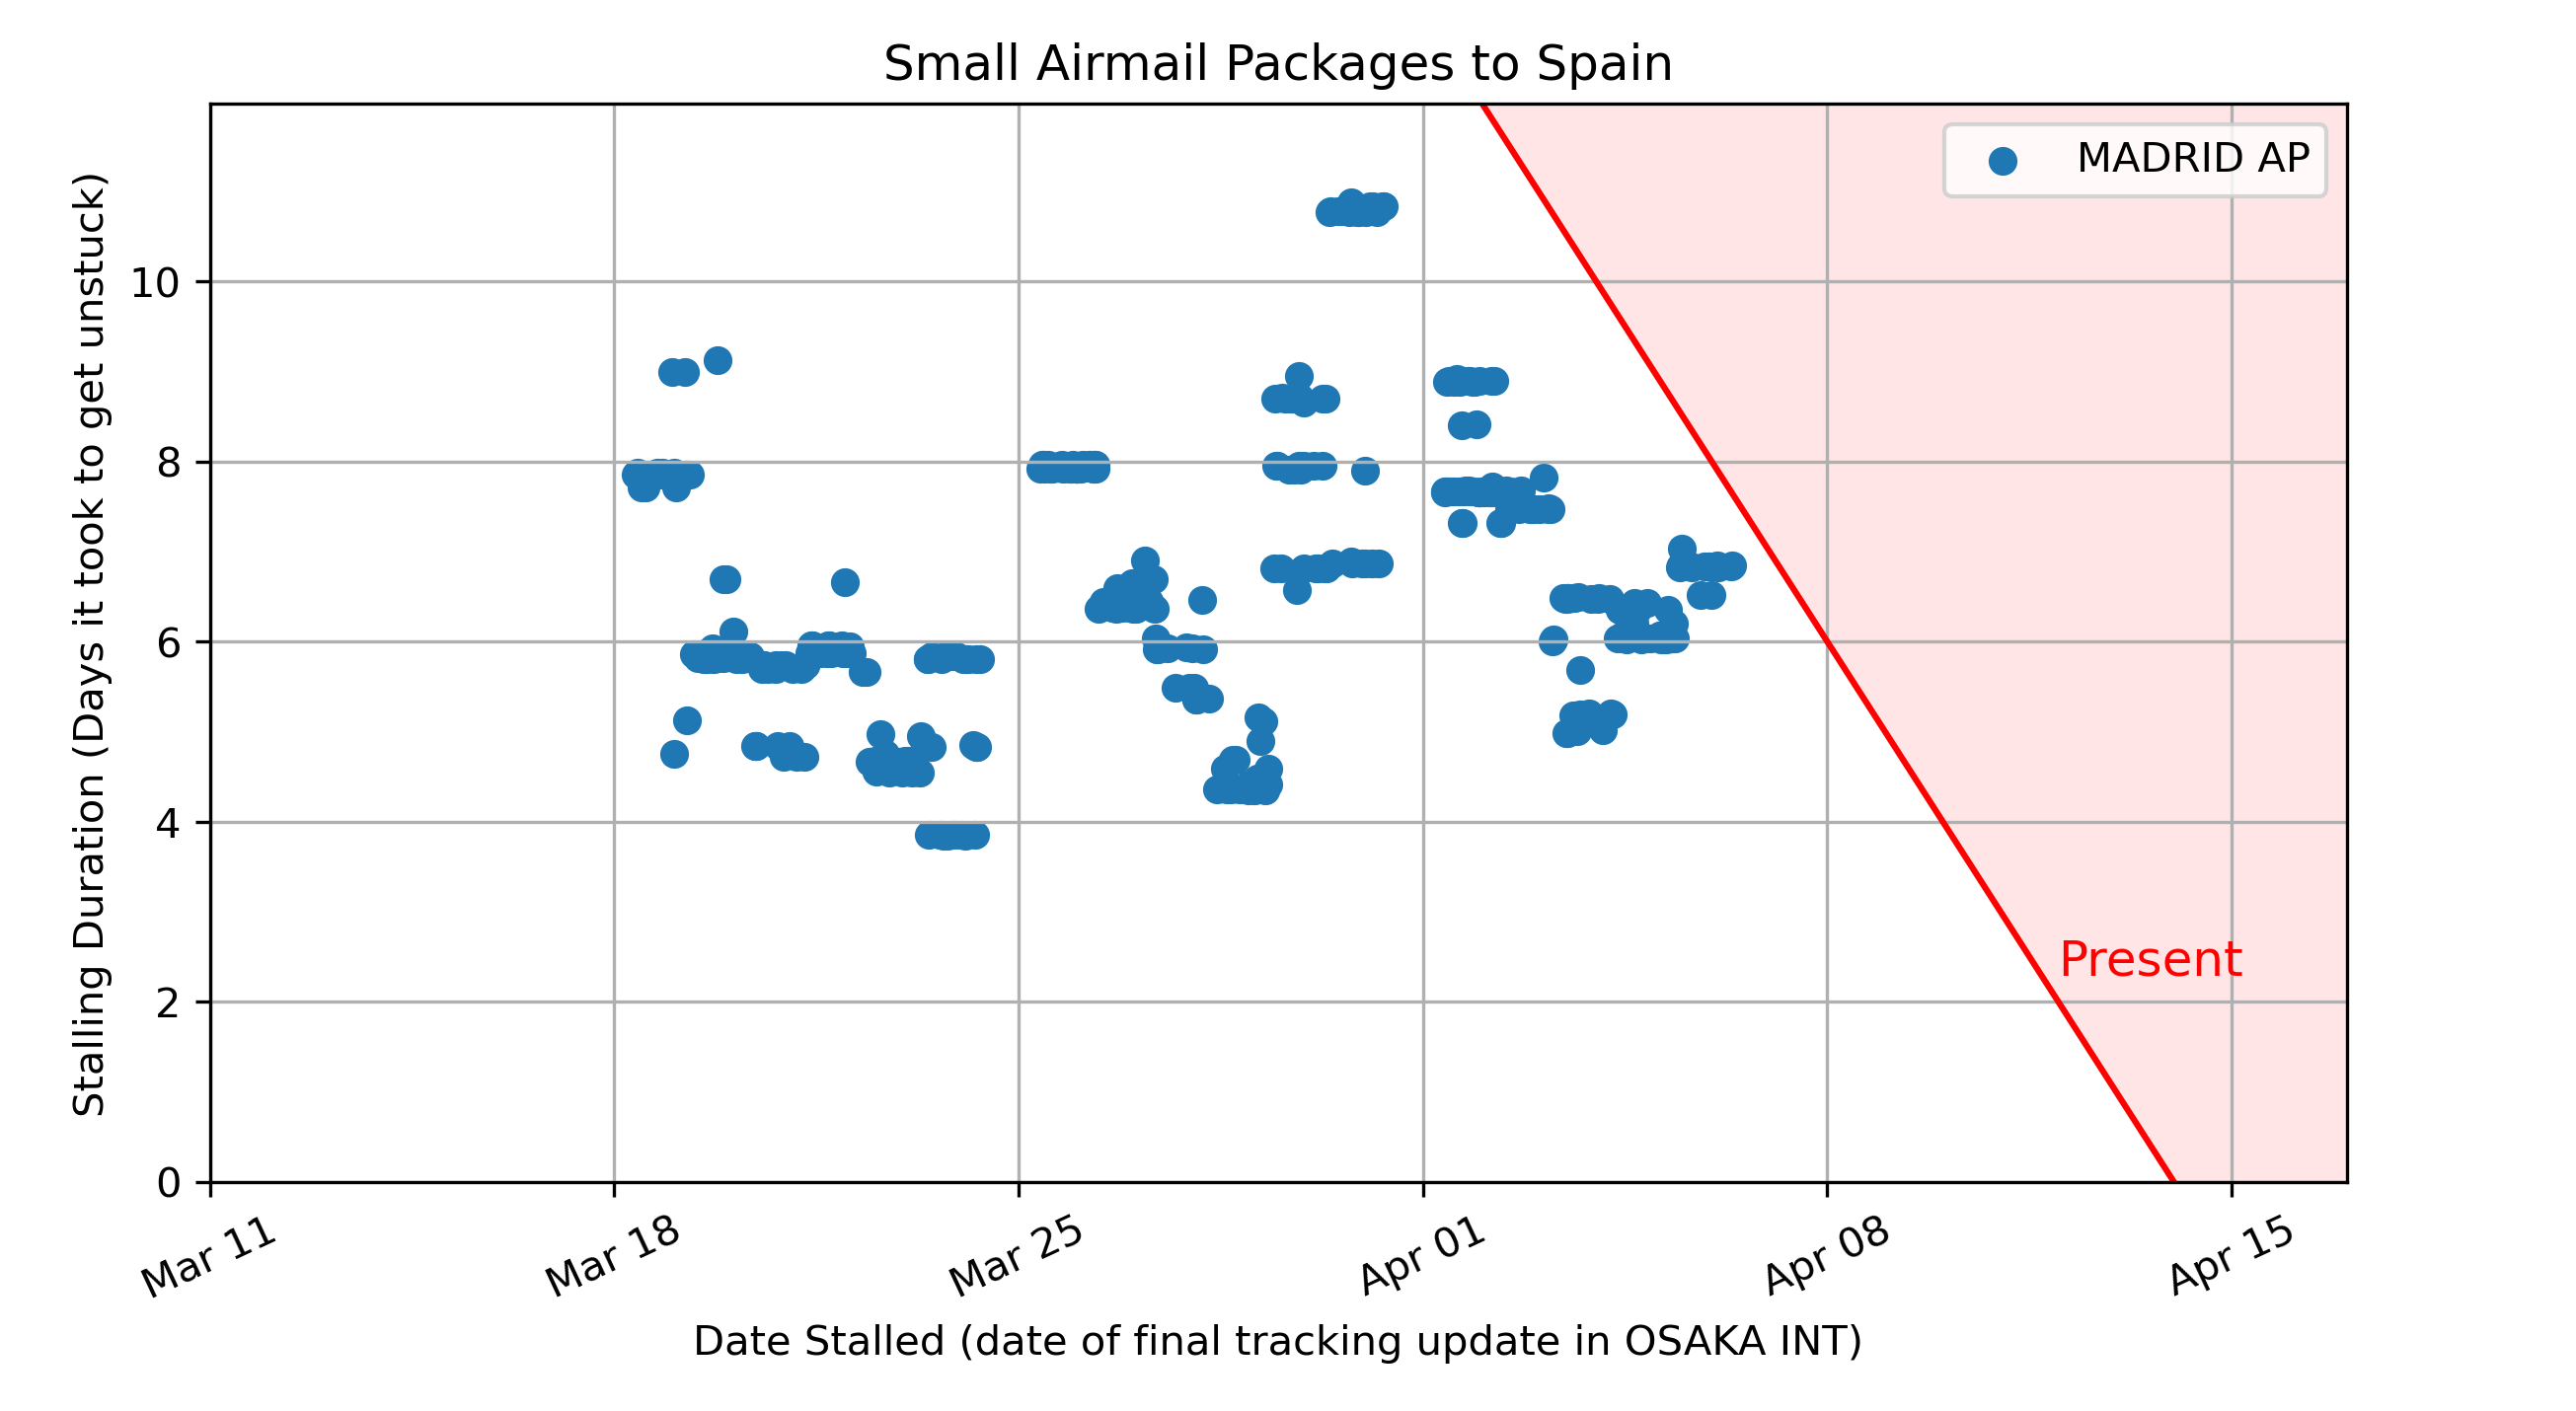 Small Airmail Packages to Spain
MADRID AP
Stalling Duration (Days it took to get unstuck)
10
8
6
4
2
0
Present
Mar 11
Mar 18
Mar 25
Apr 01
Apr 08
Apr 15
Date Stalled (date of final tracking update in OSAKA INT)